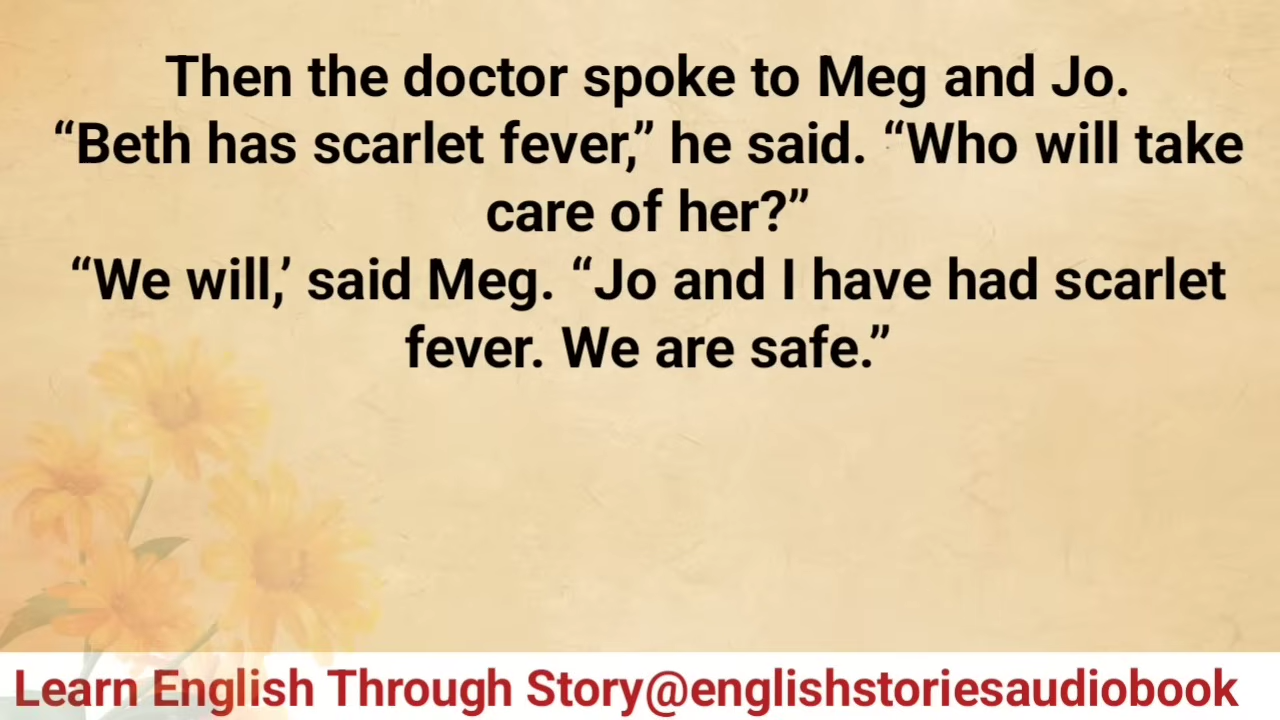 Then the doctor spoke to Meg and Jo.
“Beth has scarlet fever,” he said. “Who will take
care of her?”
“We will,’ said Meg. “Jo and I have had scarlet
fever. We are safe.”
Learn English Through Story@englishstoriesaudiobook